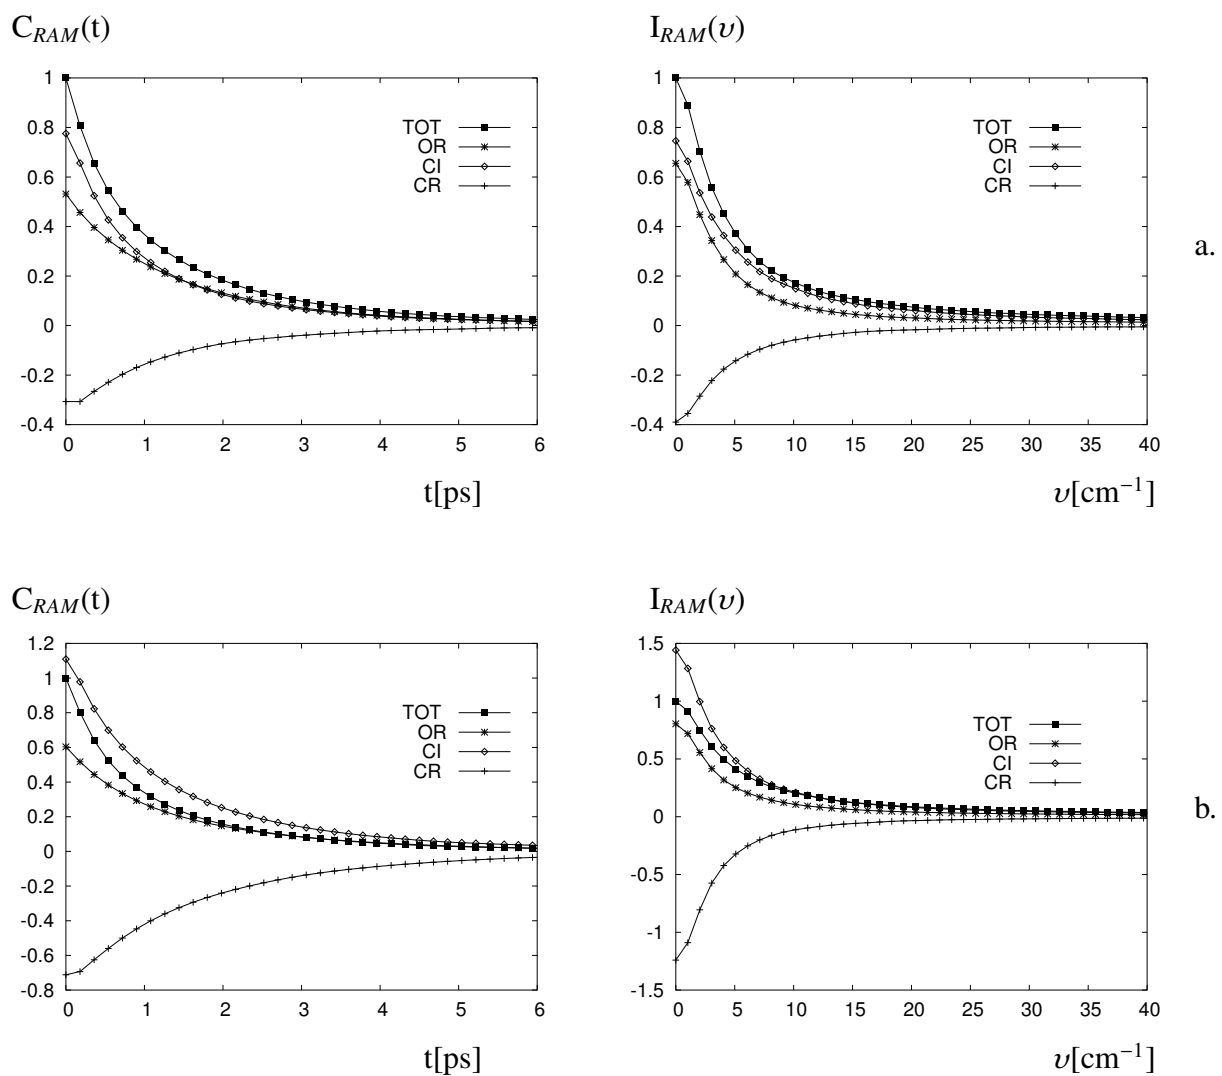 C_RAM(t)
I_RAM(υ)
1
0.8
0.6
0.4
0.2
0
-0.2
-0.4
0 1 2 3 4 5 6
TOT
OR
CI
CR
t[ps]
1
0.8
0.6
0.4
0.2
0
-0.2
-0.4
0 5 10 15 20 25 30 35 40
TOT
OR
CI
CR
υ[cm⁻¹]
a.
C_RAM(t)
I_RAM(υ)
1.2
1
0.8
0.6
0.4
0.2
0
-0.2
-0.4
-0.6
-0.8
0 1 2 3 4 5 6
TOT
OR
CI
CR
t[ps]
1.5
1
0.5
0
-0.5
-1
-1.5
0 5 10 15 20 25 30 35 40
TOT
OR
CI
CR
υ[cm⁻¹]
b.